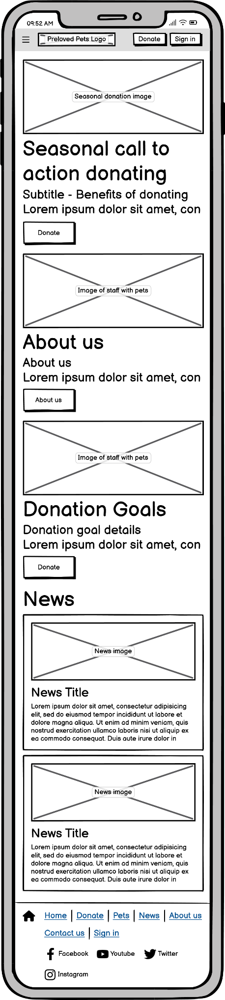 09:52 AM
Preloved Pets Logo
Donate
Sign in
Seasonal donation image
Seasonal call to
action donating
Subtitle - Benefits of donating
Lorem ipsum dolor sit amet, con
Donate
Image of staff with pets
About us
About us
Lorem ipsum dolor sit amet, con
About us
Image of staff with pets
Donation Goals
Donation goal details
Lorem ipsum dolor sit amet, con
Donate
News
News image
News Title
Lorem ipsum dolor sit amet, consectetur adipisicing
elit, sed do eiusmod tempor incididunt ut labore et
dolore magna aliqua. Ut enim ad minim veniam, quis
nostrud exercitation ullamco laboris nisi ut aliquip ex
ea commodo consequat. Duis aute irure dolor in
News image
News Title
Lorem ipsum dolor sit amet, consectetur adipisicing
elit, sed do eiusmod tempor incididunt ut labore et
dolore magna aliqua. Ut enim ad minim veniam, quis
nostrud exercitation ullamco laboris nisi ut aliquip ex
ea commodo consequat. Duis aute irure dolor in
Home | Donate | Pets | News | About us
Contact us | Sign in
Facebook Youtube Twitter
Instagram